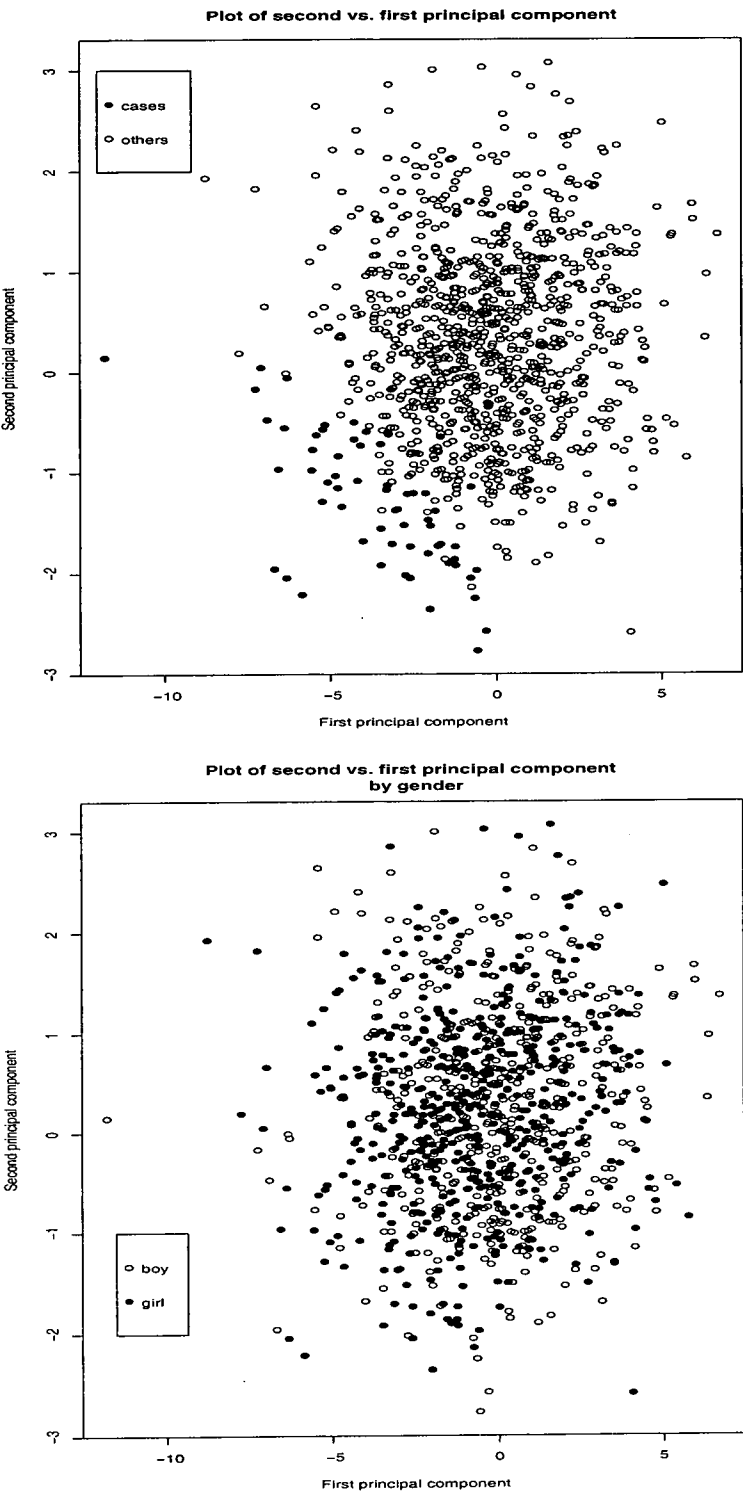 Plot of second vs. first principal component
3
2
1
0
-1
-2
-3
cases
others
Second principal component
-10
-5
0
5
First principal component
Plot of second vs. first principal component
by gender
3
2
1
0
-1
-2
-3
boy
girl
Second principal component
-10
-5
0
5
First principal component